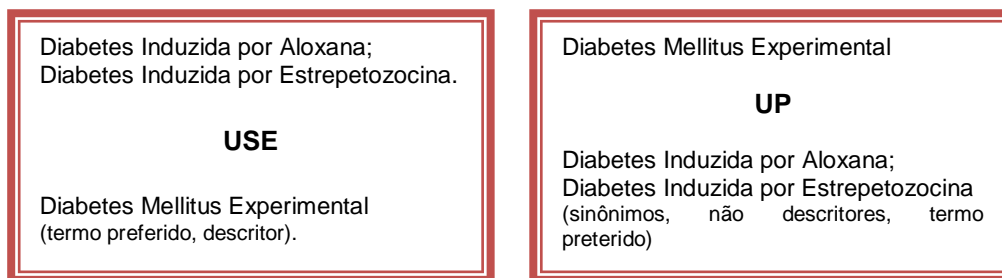 Diabetes Induzida por Aloxana;
Diabetes Induzida por Estrepetozocina.
USE
Diabetes Mellitus Experimental
(termo preferido, descritor).
Diabetes Mellitus Experimental
UP
Diabetes Induzida por Aloxana;
Diabetes Induzida por Estrepetozocina
(sinônimos, não descritores, termo
preterido)